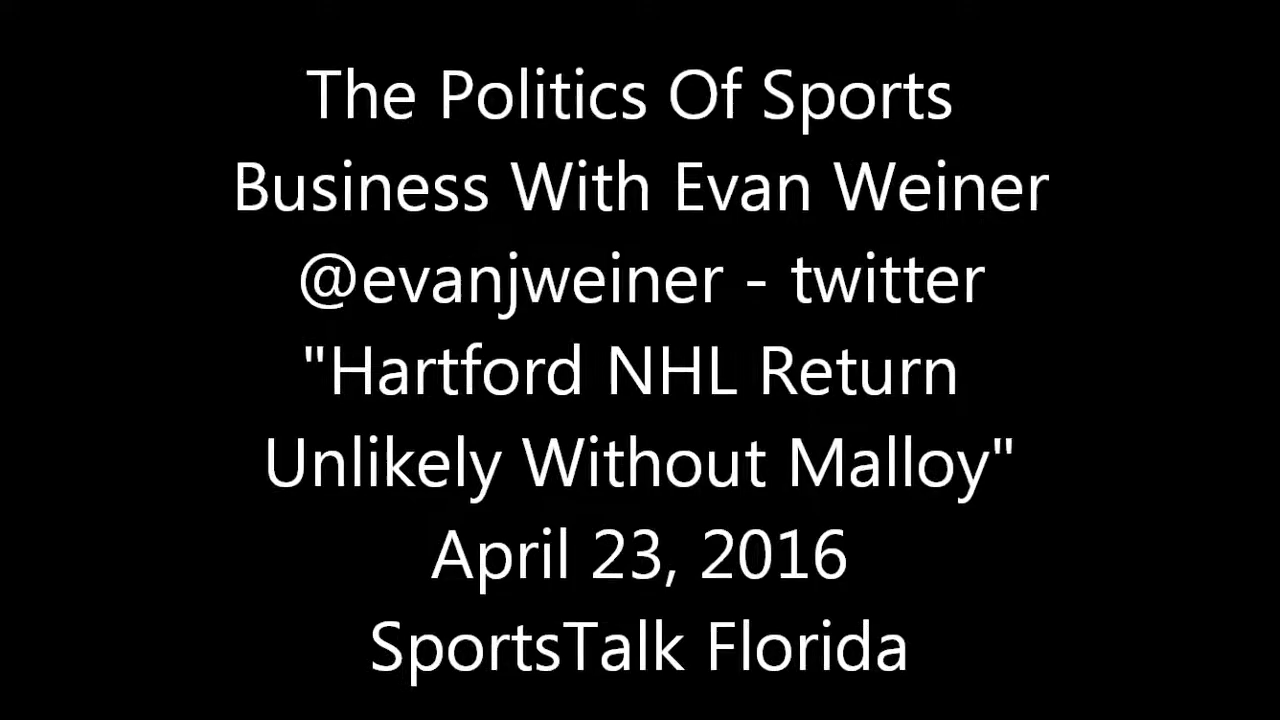 The Politics Of Sports
Business With Evan Weiner
@evanjweiner - twitter
"Hartford NHL Return
Unlikely Without Malloy"
April 23, 2016
SportsTalk Florida